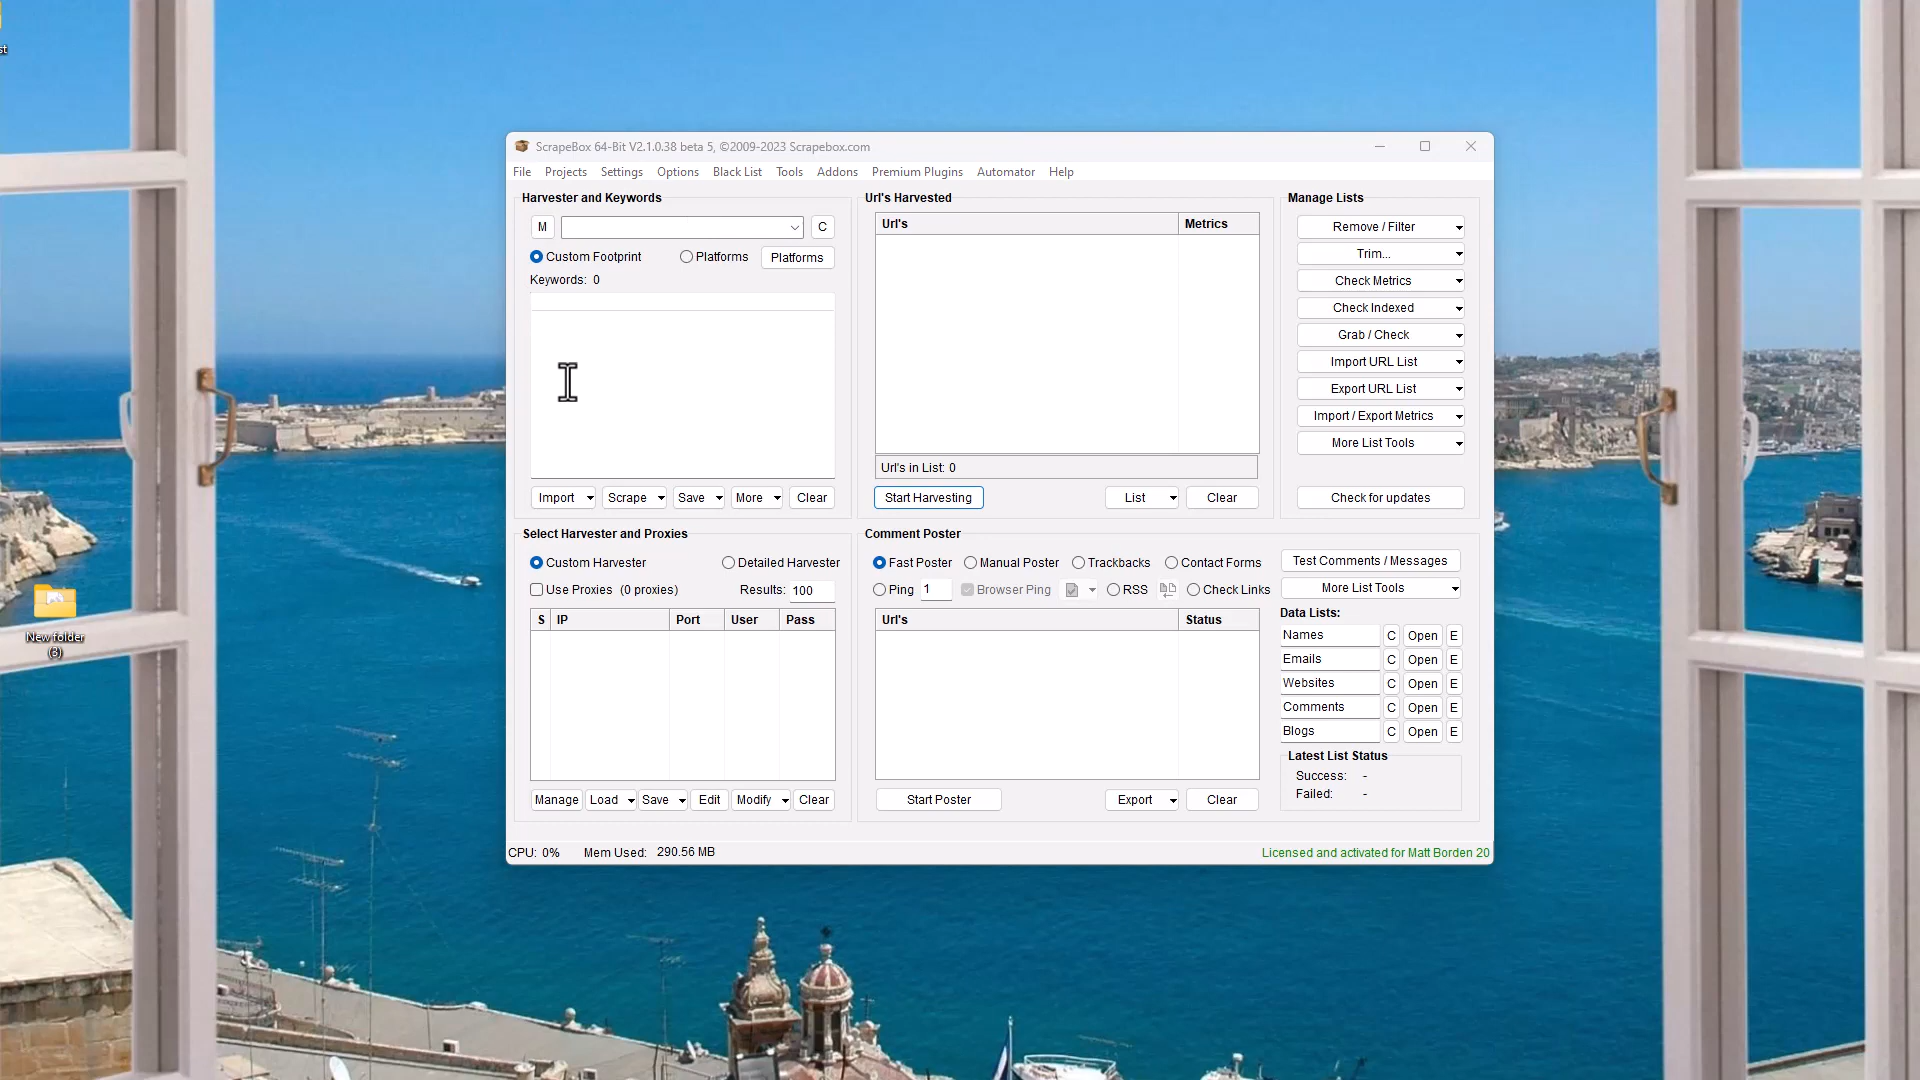 st
New folder
(3)
ScrapeBox 64-Bit V2.1.0.38 beta 5, ©2009-2023 Scrapebox.com
File Projects Settings Options Black List Tools Addons Premium Plugins Automator Help
Harvester and Keywords
M
C
Custom Footprint Platforms Platforms
Keywords: 0
Import Scrape Save More Clear
Url's Harvested
Url's Metrics
Url's in List: 0
Start Harvesting List Clear
Manage Lists
Remove / Filter
Trim...
Check Metrics
Check Indexed
Grab / Check
Import URL List
Export URL List
Import / Export Metrics
More List Tools
Check for updates
Select Harvester and Proxies
Custom Harvester Detailed Harvester
Use Proxies (0 proxies) Results: 100
S IP Port User Pass
Manage Load Save Edit Modify Clear
Comment Poster
Fast Poster Manual Poster Trackbacks Contact Forms
Ping 1 Browser Ping RSS Check Links
Url's Status
Start Poster Export Clear
Test Comments / Messages
More List Tools
Data Lists:
Names C Open E
Emails C Open E
Websites C Open E
Comments C Open E
Blogs C Open E
Latest List Status
Success: -
Failed: -
CPU: 0% Mem Used: 290.56 MB
Licensed and activated for Matt Borden 20